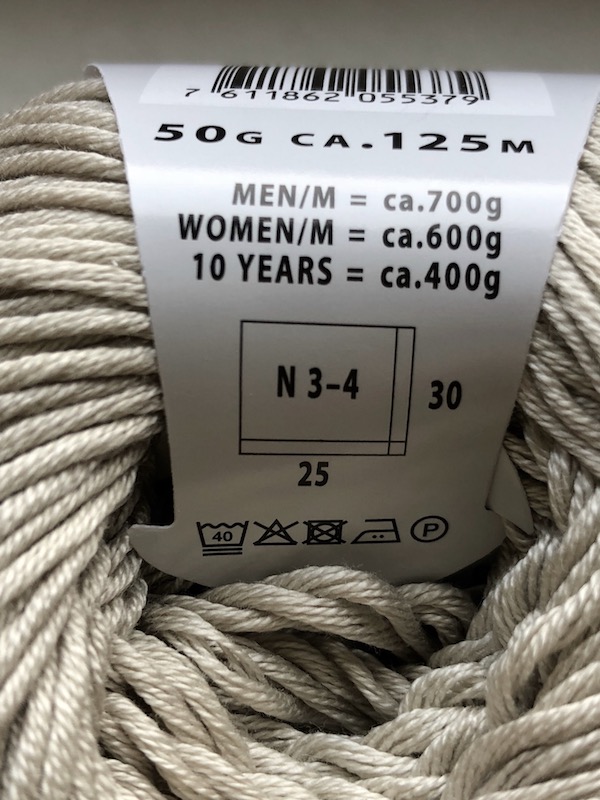 7 611862 055379
50G CA.125M
MEN/M = ca.700g
WOMEN/M = ca.600g
10 YEARS = ca.400g
N 3-4
30
25
40
P